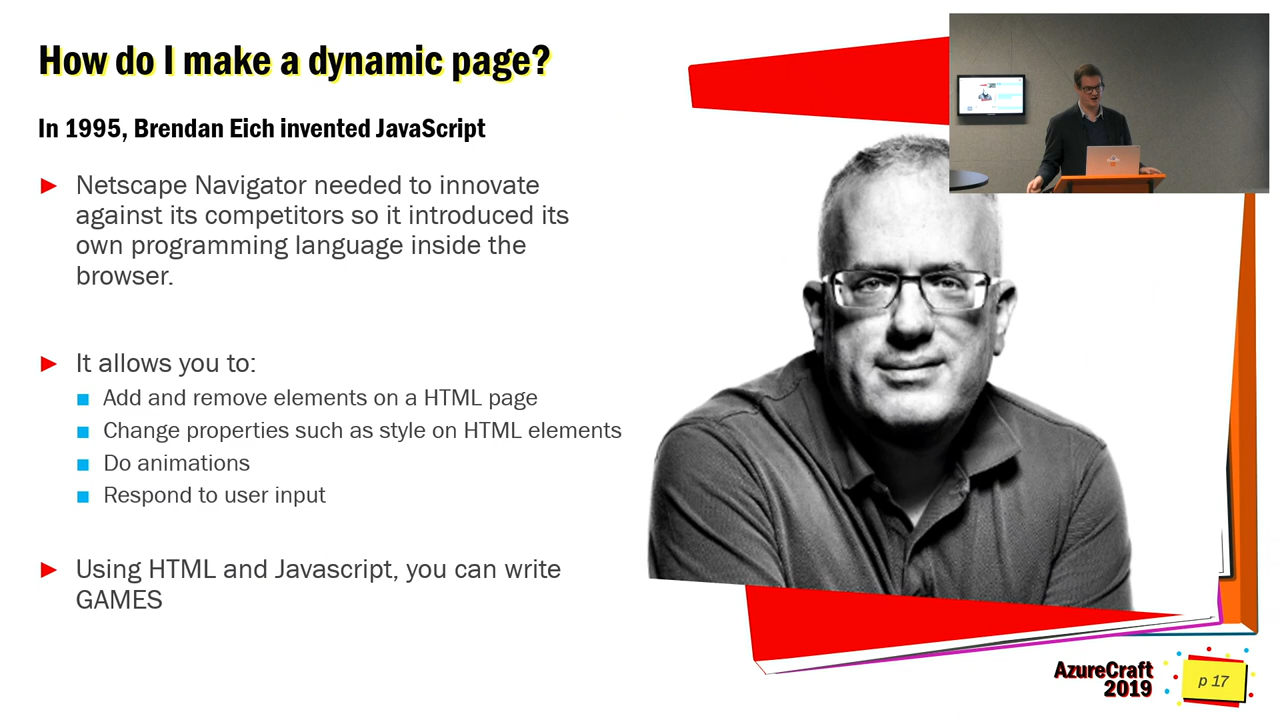 How do I make a dynamic page?
In 1995, Brendan Eich invented JavaScript
Netscape Navigator needed to innovate
against its competitors so it introduced its
own programming language inside the
browser.
It allows you to:
Add and remove elements on a HTML page
Change properties such as style on HTML elements
Do animations
Respond to user input
Using HTML and Javascript, you can write
GAMES
AzureCraft
2019
p 17